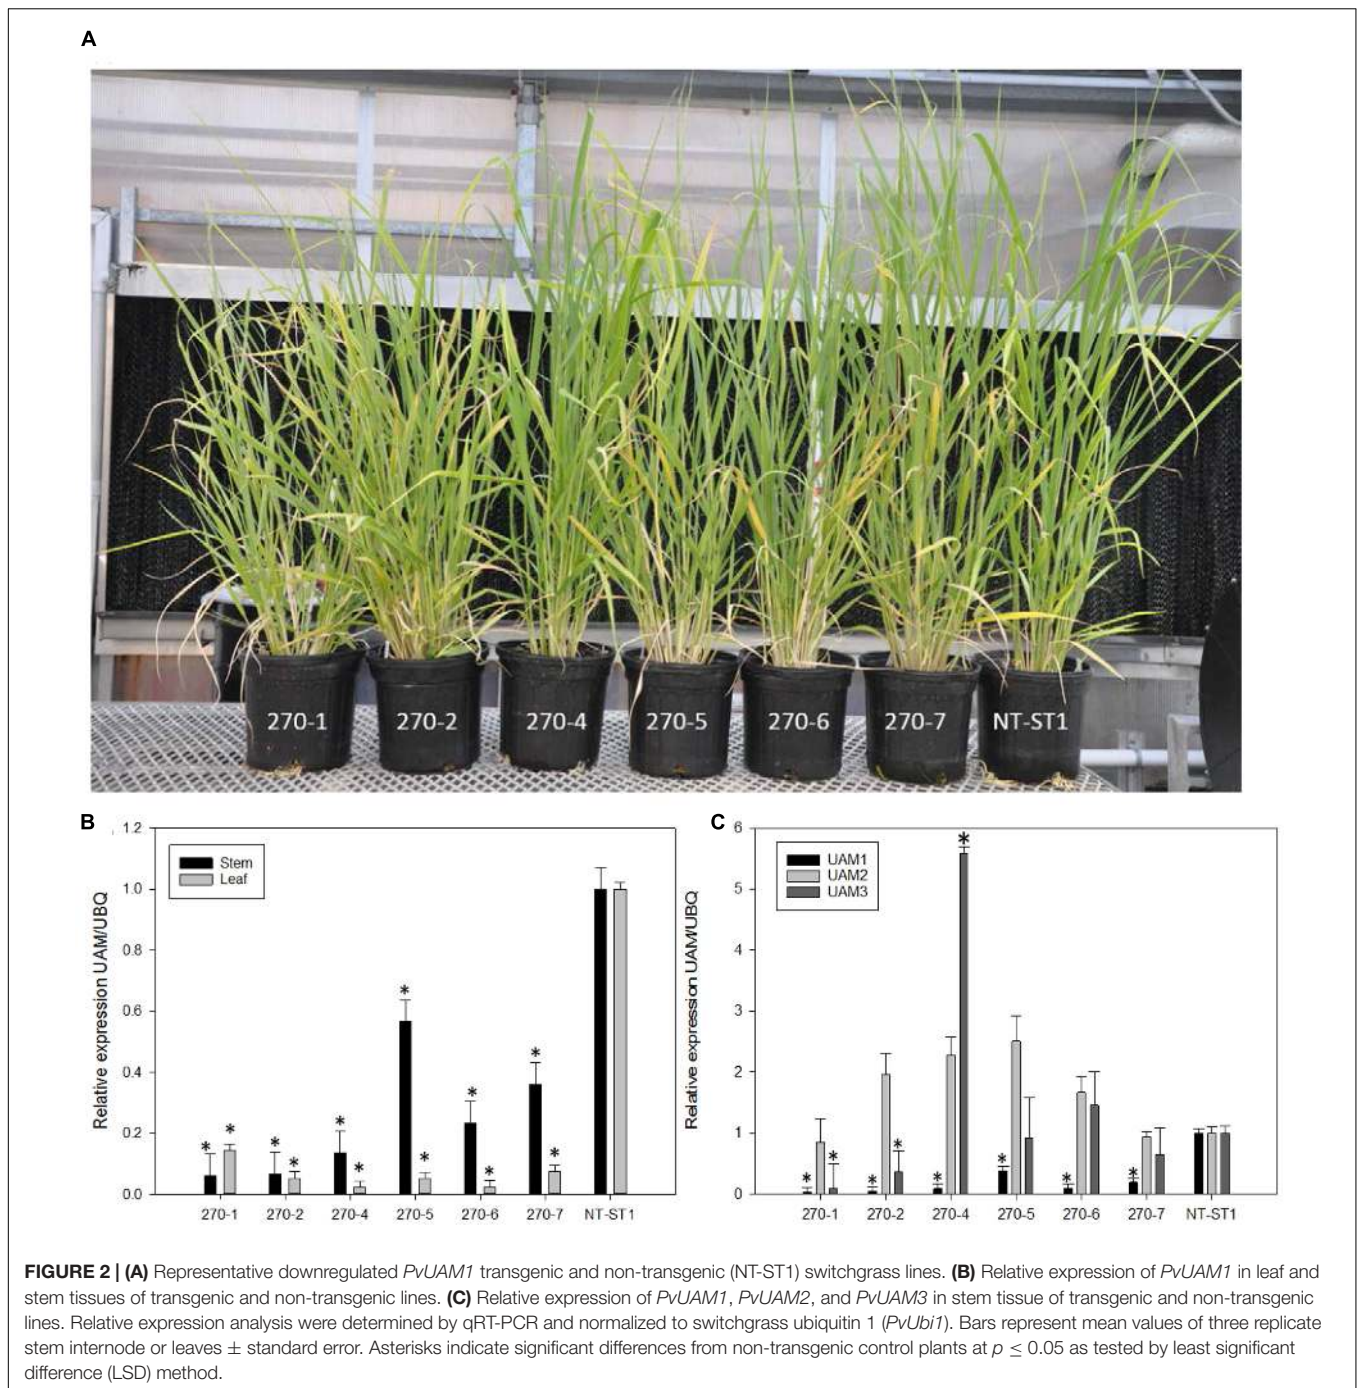 A
270-1 270-2 270-4 270-5 270-6 270-7 NT-ST1
B
1.2
1.0
0.8
0.6
0.4
0.2
0.0
Relative expression UAM/UBQ
Stem
Leaf
* * * * * * * * * * * *
270-1 270-2 270-4 270-5 270-6 270-7 NT-ST1
C
6
5
4
3
2
1
0
Relative expression UAM/UBQ
UAM1
UAM2
UAM3
* * * * * * * * *
270-1 270-2 270-4 270-5 270-6 270-7 NT-ST1
FIGURE 2 | (A) Representative downregulated PvUAM1 transgenic and non-transgenic (NT-ST1) switchgrass lines. (B) Relative expression of PvUAM1 in leaf and
stem tissues of transgenic and non-transgenic lines. (C) Relative expression of PvUAM1, PvUAM2, and PvUAM3 in stem tissue of transgenic and non-transgenic
lines. Relative expression analysis were determined by qRT-PCR and normalized to switchgrass ubiquitin 1 (PvUbi1). Bars represent mean values of three replicate
stem internode or leaves ± standard error. Asterisks indicate significant differences from non-transgenic control plants at p ≤ 0.05 as tested by least significant
difference (LSD) method.